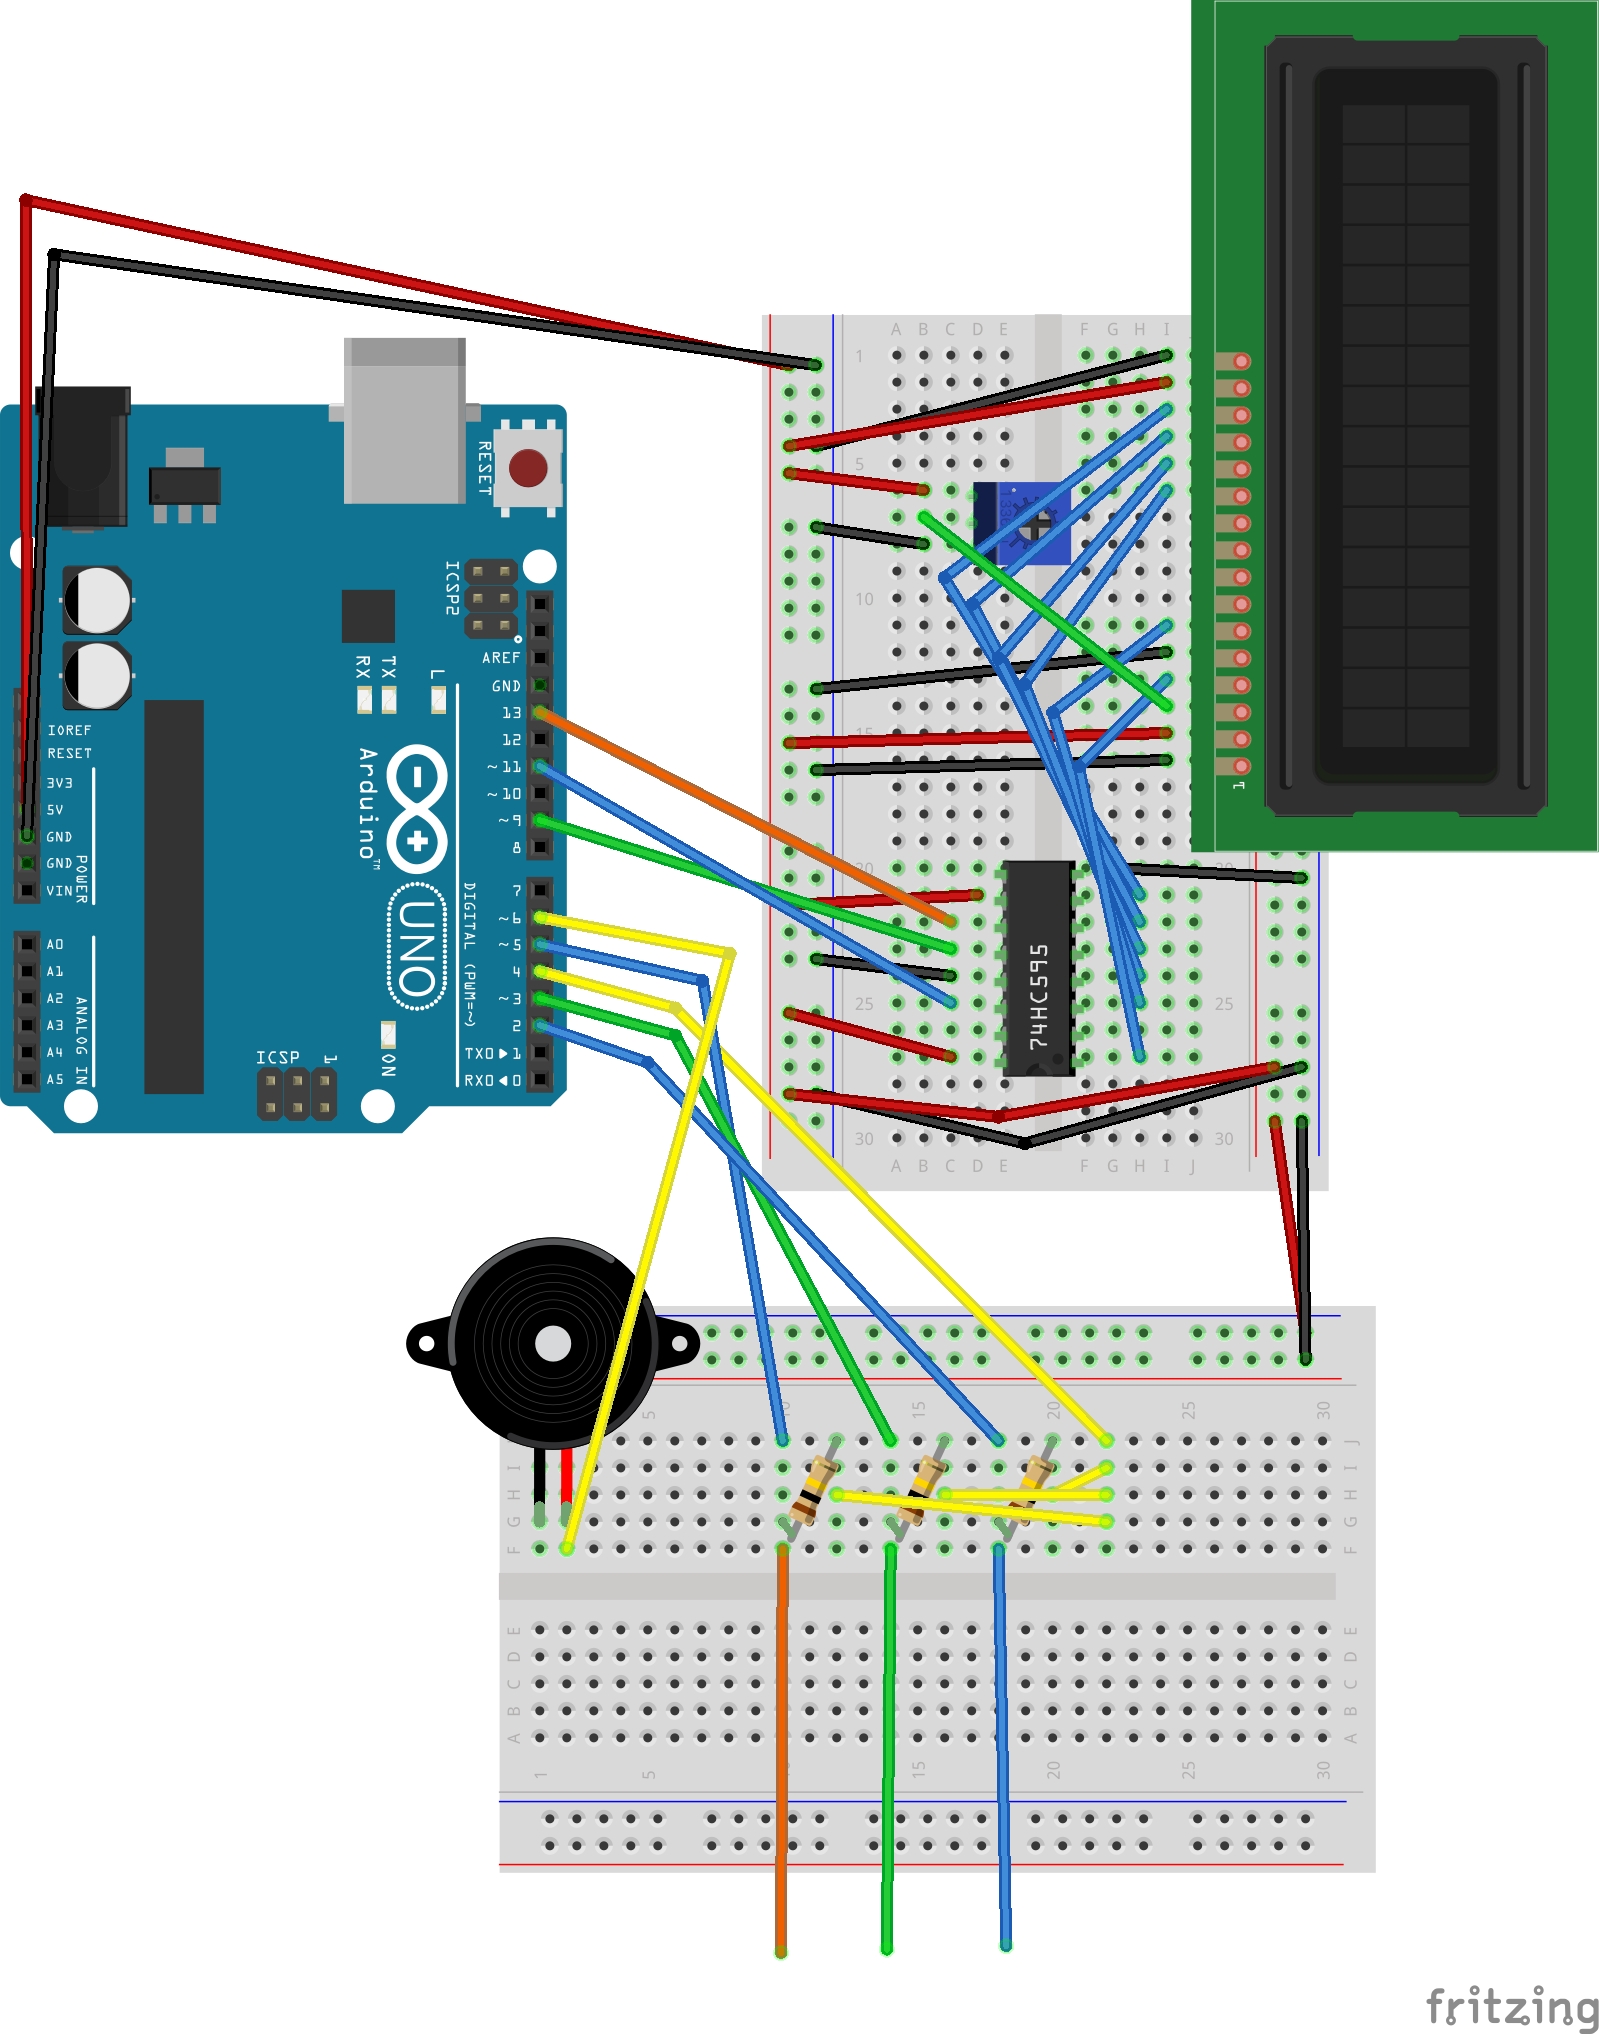 A B C D E F G H I
1
5
10
15
20 20
25 25
30 30
A B C D E F G H I J
1
RESET
ICSP2
AREF
GND
13
12
~11
~10
~9
8
7
~6
~5
4
~3
2
TX0▶1
RX0◀0
DIGITAL (PWM=~)
RX
TX
L
Arduino™
UNO
IOREF
RESET
3V3
5V
GND
GND
VIN
POWER
A0
A1
A2
A3
A4
A5
ANALOG IN
ICSP
1
ON
74HC595
5 10 15 20 25 30
J
I I
H H
G G
F F
E E
D D
C C
B B
A A
1 5 15 20 25 30
fritzing